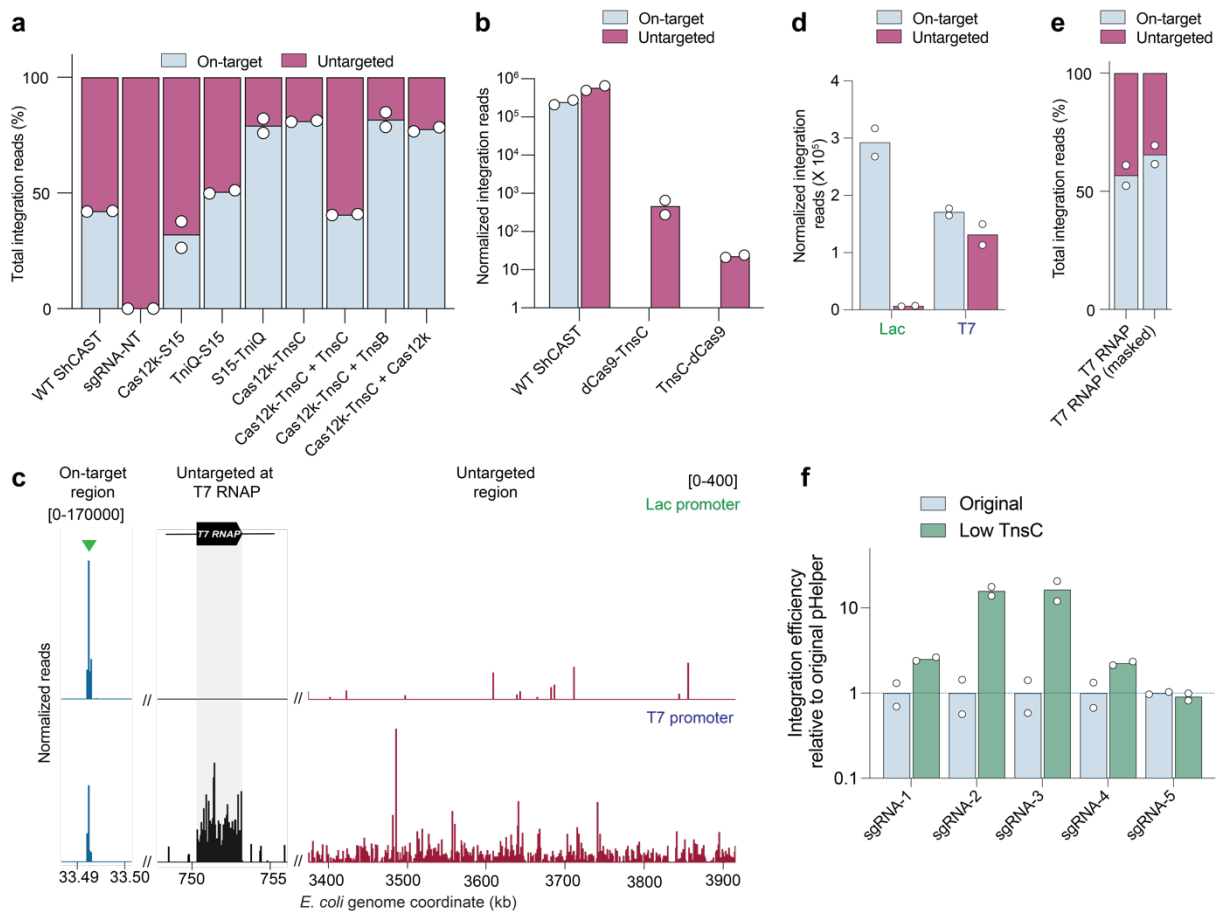 a
On-target
Untargeted
Total integration reads (%)
100
50
0
WT ShCAST
sgRNA-NT
Cas12k-S15
TniQ-S15
S15-TniQ
Cas12k-TnsC
Cas12k-TnsC + TnsC
Cas12k-TnsC + TnsB
Cas12k-TnsC + Cas12k
b
On-target
Untargeted
Normalized integration reads
10⁶
10⁵
10⁴
10³
10²
10
1
WT ShCAST
dCas9-TnsC
TnsC-dCas9
d
On-target
Untargeted
Normalized integration
reads (X 10⁵)
4
3
2
1
0
Lac
T7
e
On-target
Untargeted
Total integration reads (%)
100
50
0
T7 RNAP
T7 RNAP (masked)
c
On-target
region
[0-170000]
Untargeted at
T7 RNAP
Untargeted
region
[0-400]
Lac promoter
T7 RNAP
Normalized reads
//
//
T7 promoter
//
//
33.49
33.50
750
755
3400
3500
3600
3700
3800
3900
E. coli genome coordinate (kb)
f
Original
Low TnsC
Integration efficiency
relative to original pHelper
10
1
0.1
sgRNA-1
sgRNA-2
sgRNA-3
sgRNA-4
sgRNA-5